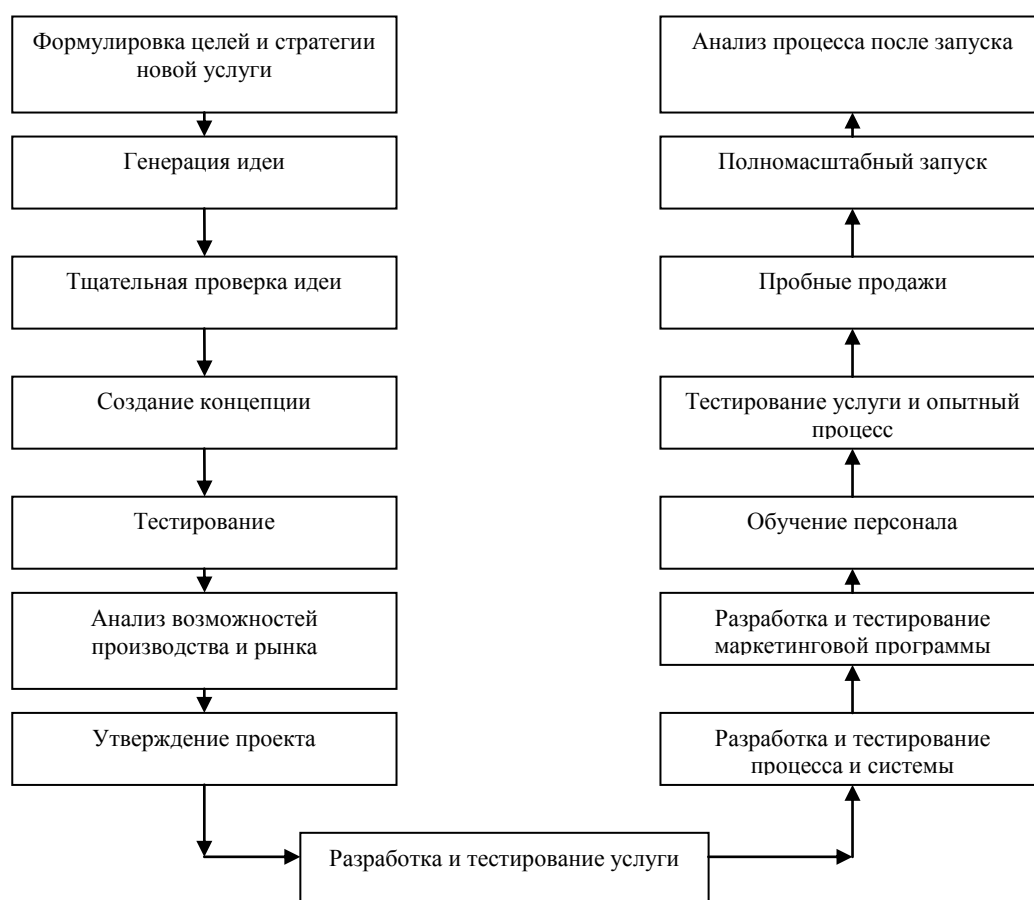 Формулировка целей и стратегии
новой услуги
Генерация идеи
Тщательная проверка идеи
Создание концепции
Тестирование
Анализ возможностей
производства и рынка
Утверждение проекта
Разработка и тестирование услуги
Разработка и тестирование
процесса и системы
Разработка и тестирование
маркетинговой программы
Обучение персонала
Тестирование услуги и опытный
процесс
Пробные продажи
Полномасштабный запуск
Анализ процесса после запуска